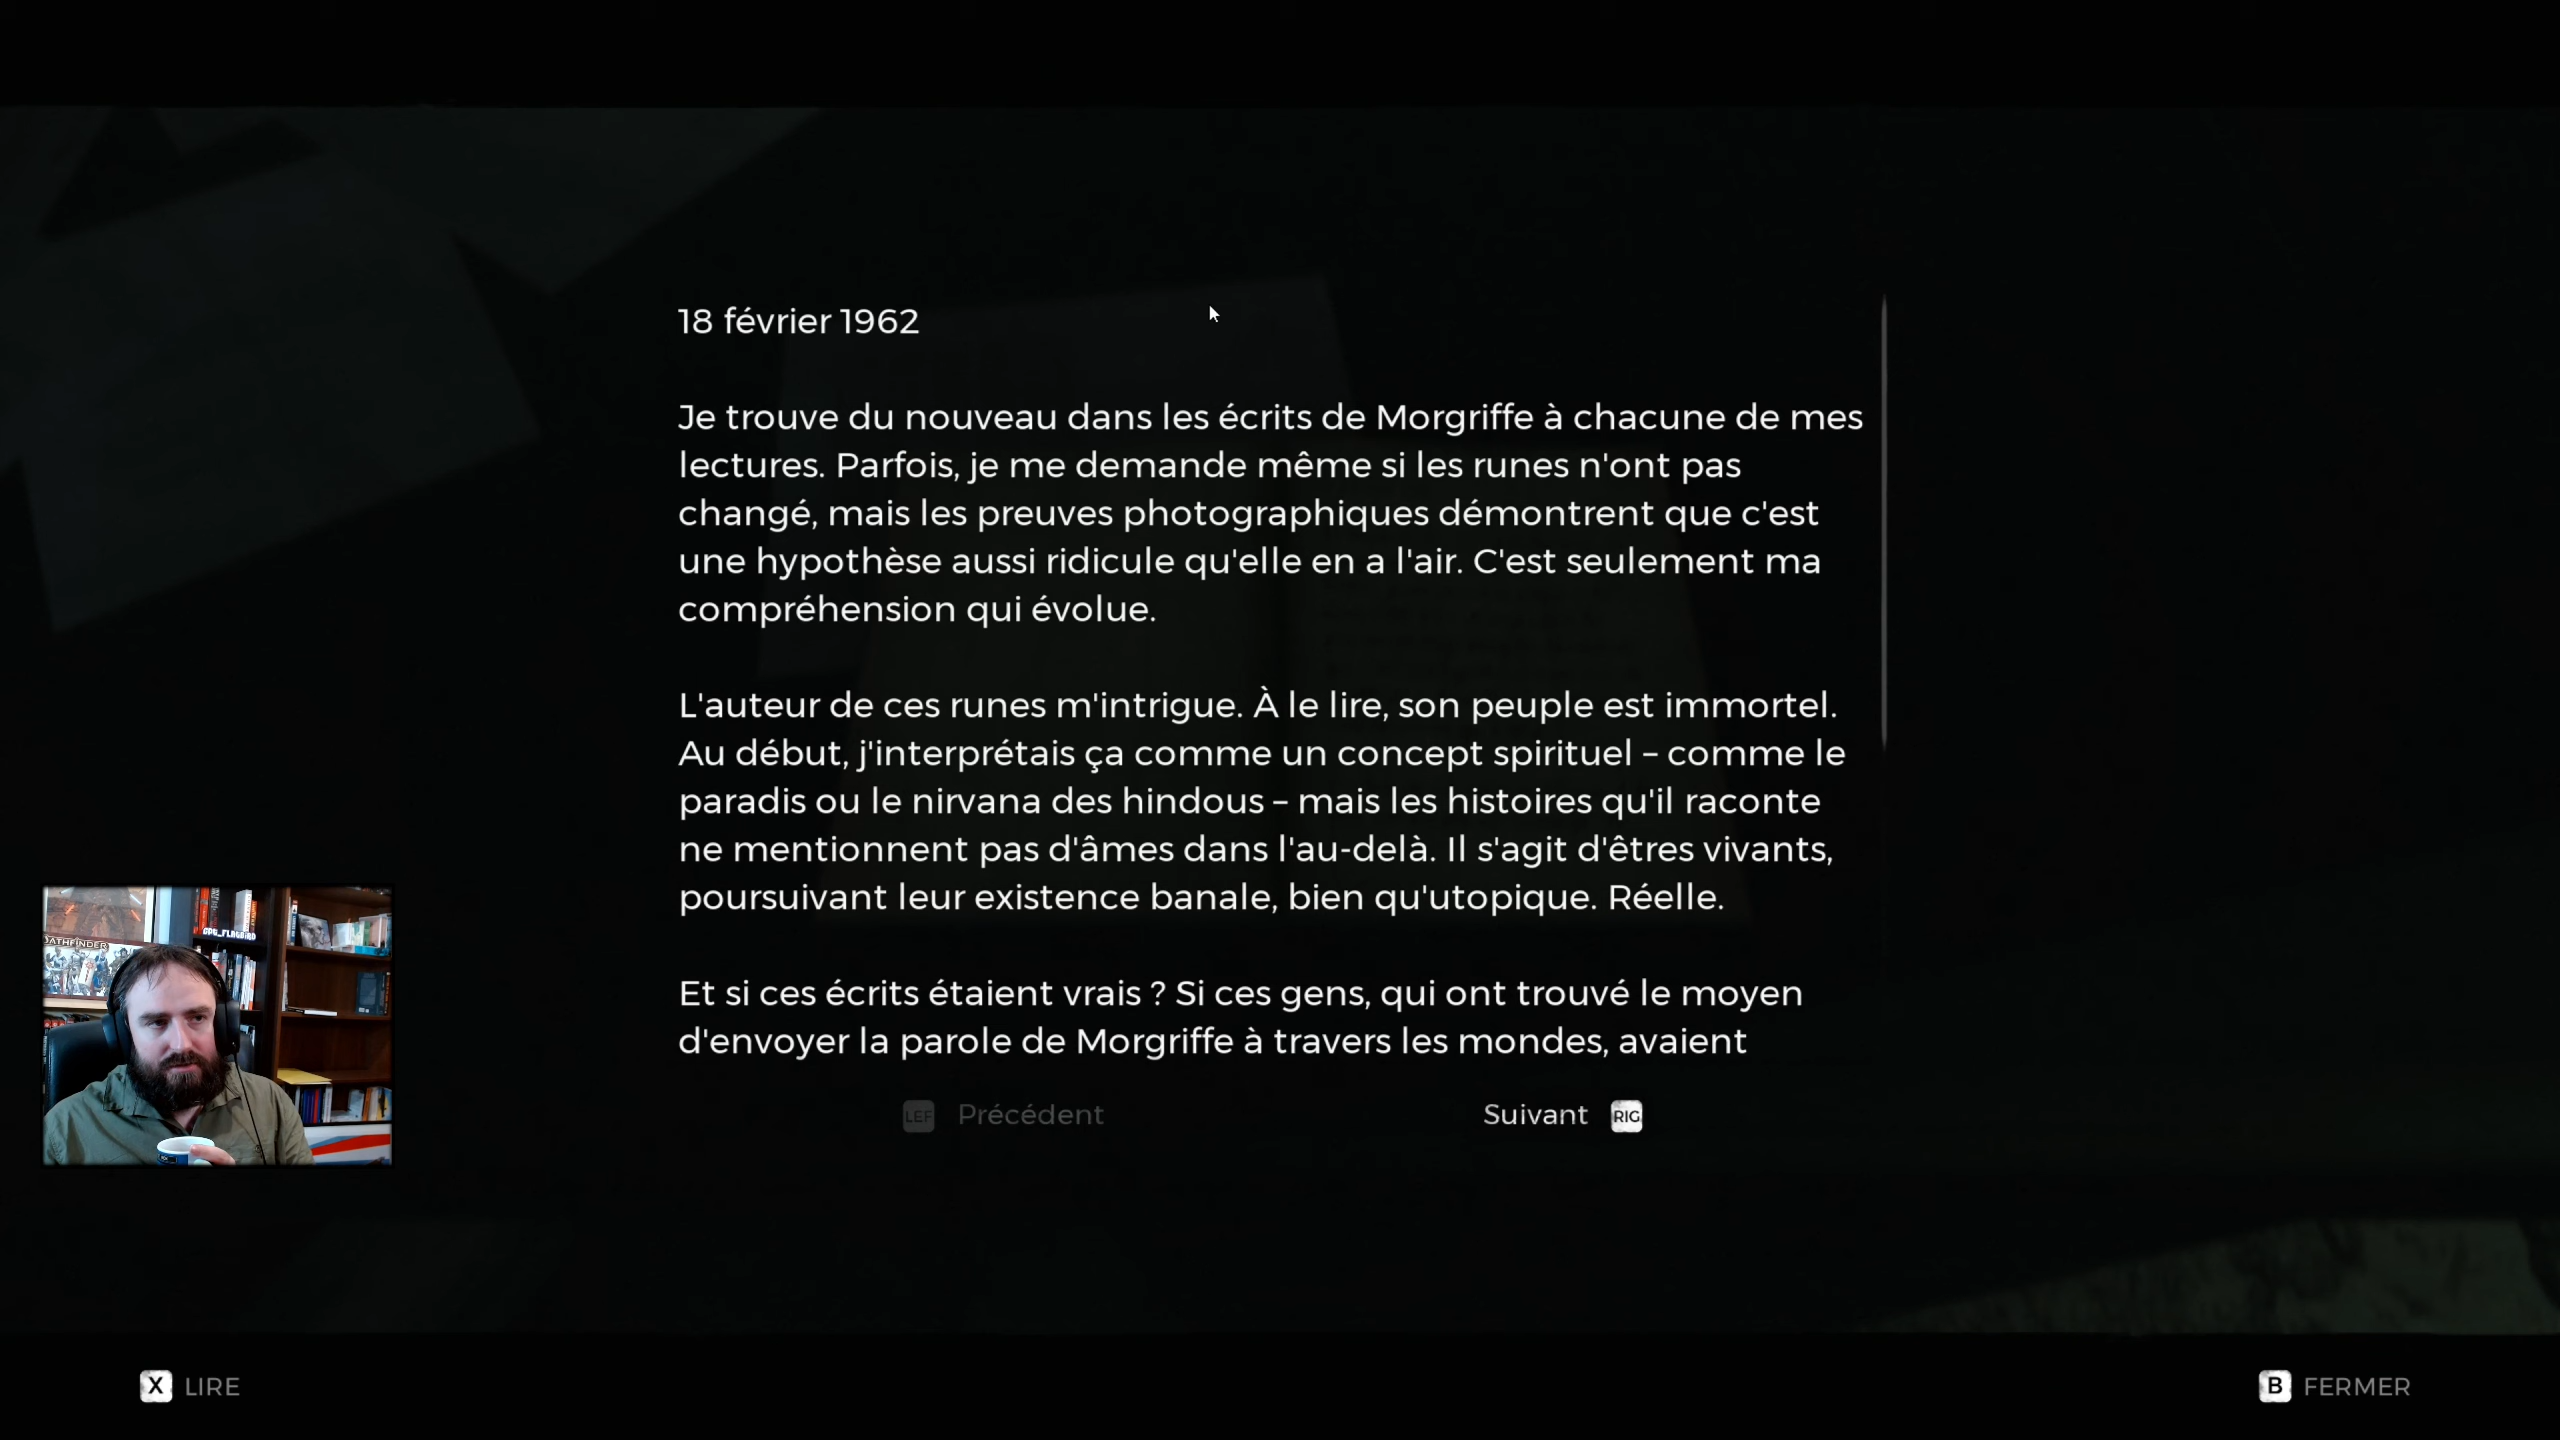 18 février 1962
Je trouve du nouveau dans les écrits de Morgriffe à chacune de mes
lectures. Parfois, je me demande même si les runes n'ont pas
changé, mais les preuves photographiques démontrent que c'est
une hypothèse aussi ridicule qu'elle en a l'air. C'est seulement ma
compréhension qui évolue.
L'auteur de ces runes m'intrigue. À le lire, son peuple est immortel.
Au début, j'interprétais ça comme un concept spirituel – comme le
paradis ou le nirvana des hindous – mais les histoires qu'il raconte
ne mentionnent pas d'âmes dans l'au-delà. Il s'agit d'êtres vivants,
poursuivant leur existence banale, bien qu'utopique. Réelle.
Et si ces écrits étaient vrais ? Si ces gens, qui ont trouvé le moyen
d'envoyer la parole de Morgriffe à travers les mondes, avaient
LEF Précédent
Suivant RIG
PATHFINDER
X LIRE
B FERMER